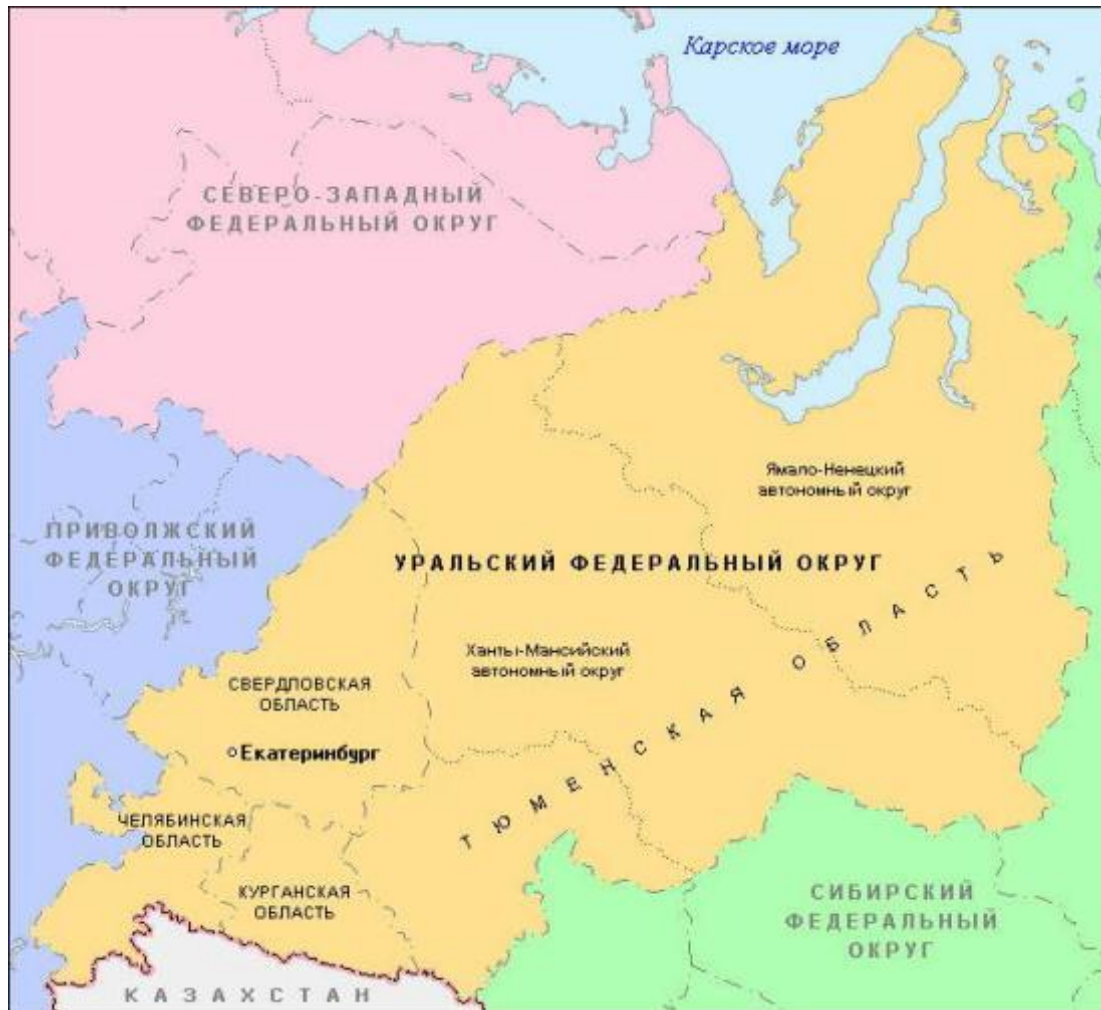 Карское море
СЕВЕРО-ЗАПАДНЫЙ
ФЕДЕРАЛЬНЫЙ ОКРУГ
Ямало-Ненецкий
автономный округ
ПРИВОЛЖСКИЙ
ФЕДЕРАЛЬНЫЙ
ОКРУГ
УРАЛЬСКИЙ ФЕДЕРАЛЬНЫЙ ОКРУГ
Ханты-Мансийский
автономный округ
ТЮМЕНСКАЯ ОБЛАСТЬ
СВЕРДЛОВСКАЯ
ОБЛАСТЬ
Екатеринбург
ЧЕЛЯБИНСКАЯ
ОБЛАСТЬ
КУРГАНСКАЯ
ОБЛАСТЬ
СИБИРСКИЙ
ФЕДЕРАЛЬНЫЙ
ОКРУГ
КАЗАХСТАН